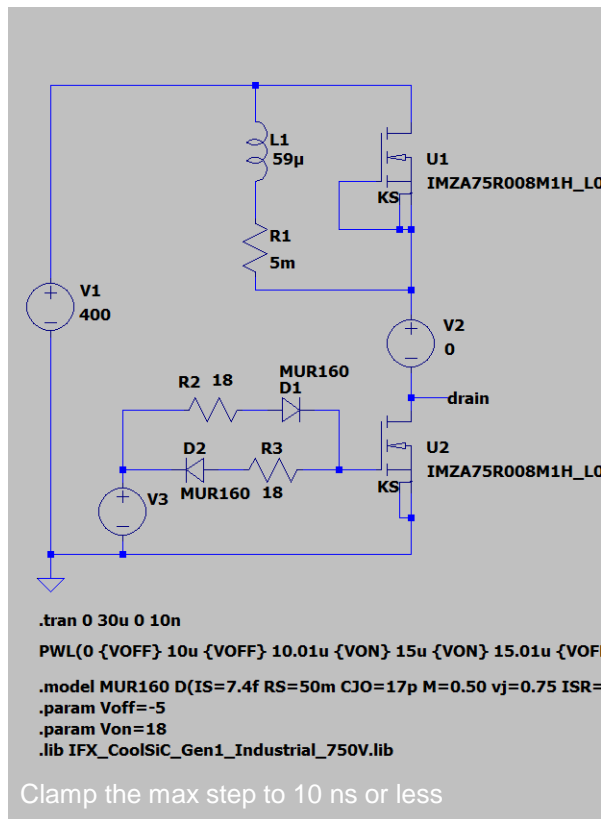 L1
59µ
U1
IMZA75R008M1H_L0
KS
R1
5m
V1
400
V2
0
MUR160
R2 18
D1
drain
D2
R3
U2
IMZA75R008M1H_L0
MUR160
18
KS
V3
.tran 0 30u 0 10n
PWL(0 {VOFF} 10u {VOFF} 10.01u {VON} 15u {VON} 15.01u {VOF
.model MUR160 D(IS=7.4f RS=50m CJO=17p M=0.50 vj=0.75 ISR=
.param Voff=-5
.param Von=18
.lib IFX_CoolSiC_Gen1_Industrial_750V.lib
Clamp the max step to 10 ns or less